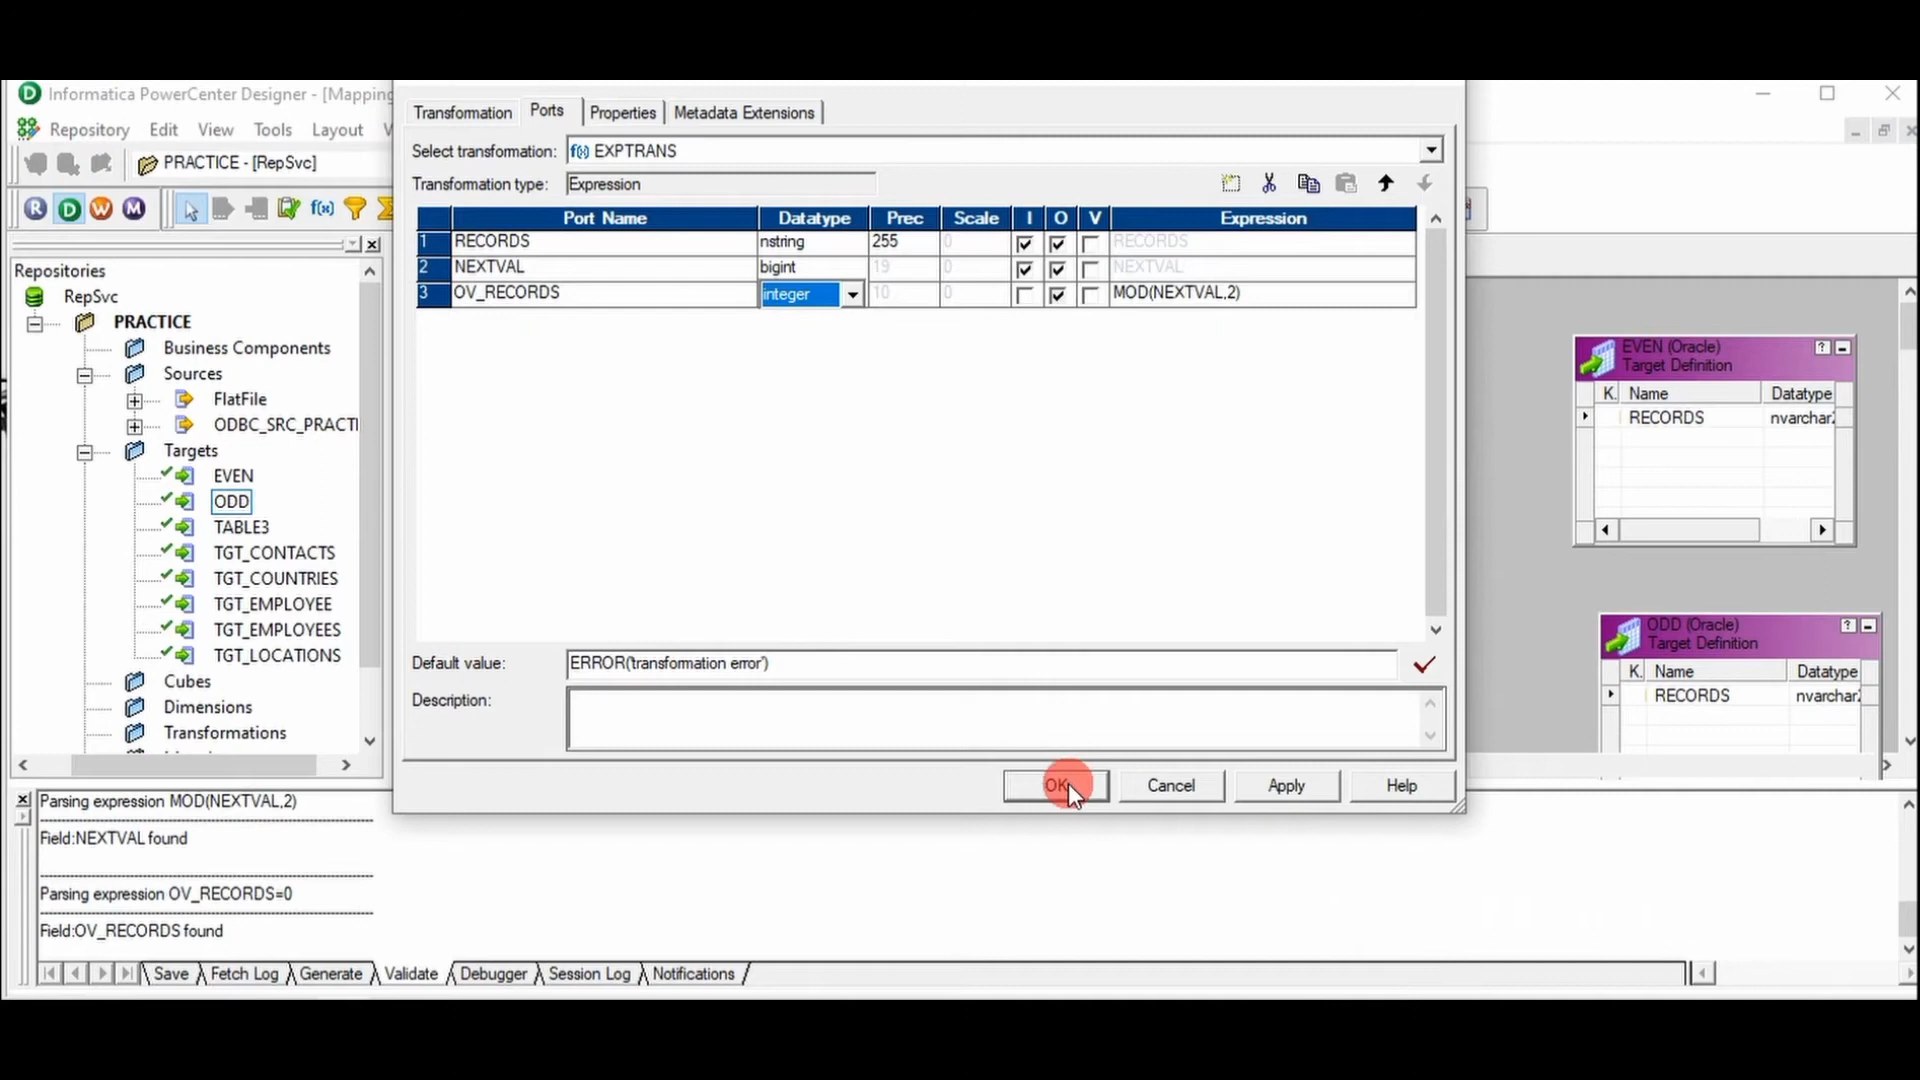 Informatica PowerCenter Designer - [Mapping
Repository Edit View Tools Layout V
PRACTICE - [RepSvc]
R D W M f(x)
Repositories
RepSvc
PRACTICE
Business Components
Sources
FlatFile
ODBC_SRC_PRACTI
Targets
EVEN
ODD
TABLE3
TGT_CONTACTS
TGT_COUNTRIES
TGT_EMPLOYEE
TGT_EMPLOYEES
TGT_LOCATIONS
Cubes
Dimensions
Transformations
Transformation Ports Properties Metadata Extensions
Select transformation: f(x) EXPTRANS
Transformation type: Expression
Port Name Datatype Prec Scale I O V Expression
1 RECORDS nstring 255 0 RECORDS
2 NEXTVAL bigint 19 0 NEXTVAL
3 OV_RECORDS integer 10 0 MOD(NEXTVAL,2)
Default value: ERROR('transformation error')
Description:
OK Cancel Apply Help
EVEN (Oracle)
Target Definition
K. Name Datatype
RECORDS nvarchar2
ODD (Oracle)
Target Definition
K. Name Datatype
RECORDS nvarchar2
Parsing expression MOD(NEXTVAL,2)
Field:NEXTVAL found
Parsing expression OV_RECORDS=0
Field:OV_RECORDS found
Save Fetch Log Generate Validate Debugger Session Log Notifications